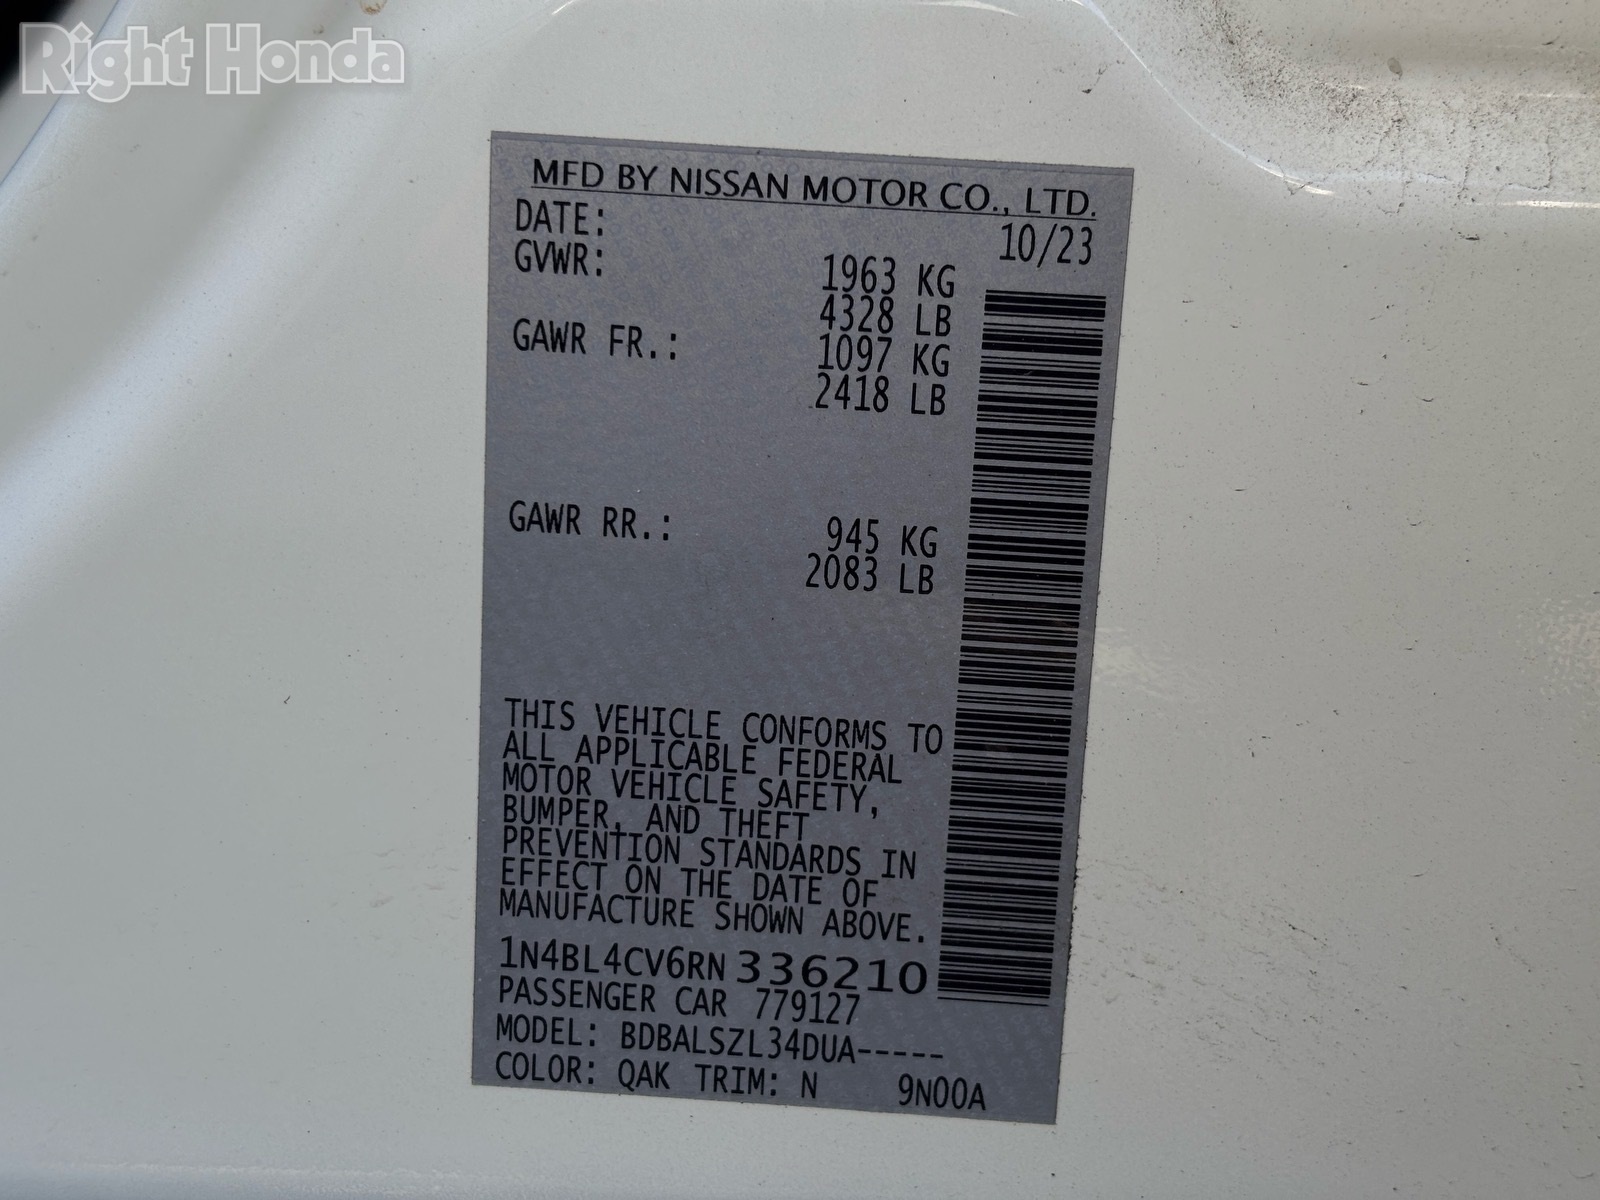 Right Honda
MFD BY NISSAN MOTOR CO., LTD.
DATE: 10/23
GVWR: 1963 KG
4328 LB
GAWR FR.: 1097 KG
2418 LB
GAWR RR.: 945 KG
2083 LB
THIS VEHICLE CONFORMS TO
ALL APPLICABLE FEDERAL
MOTOR VEHICLE SAFETY,
BUMPER, AND THEFT
PREVENTION STANDARDS IN
EFFECT ON THE DATE OF
MANUFACTURE SHOWN ABOVE.
1N4BL4CV6RN336210
PASSENGER CAR 779127
MODEL: BDBALSZL34DUA-----
COLOR: QAK TRIM: N 9N00A